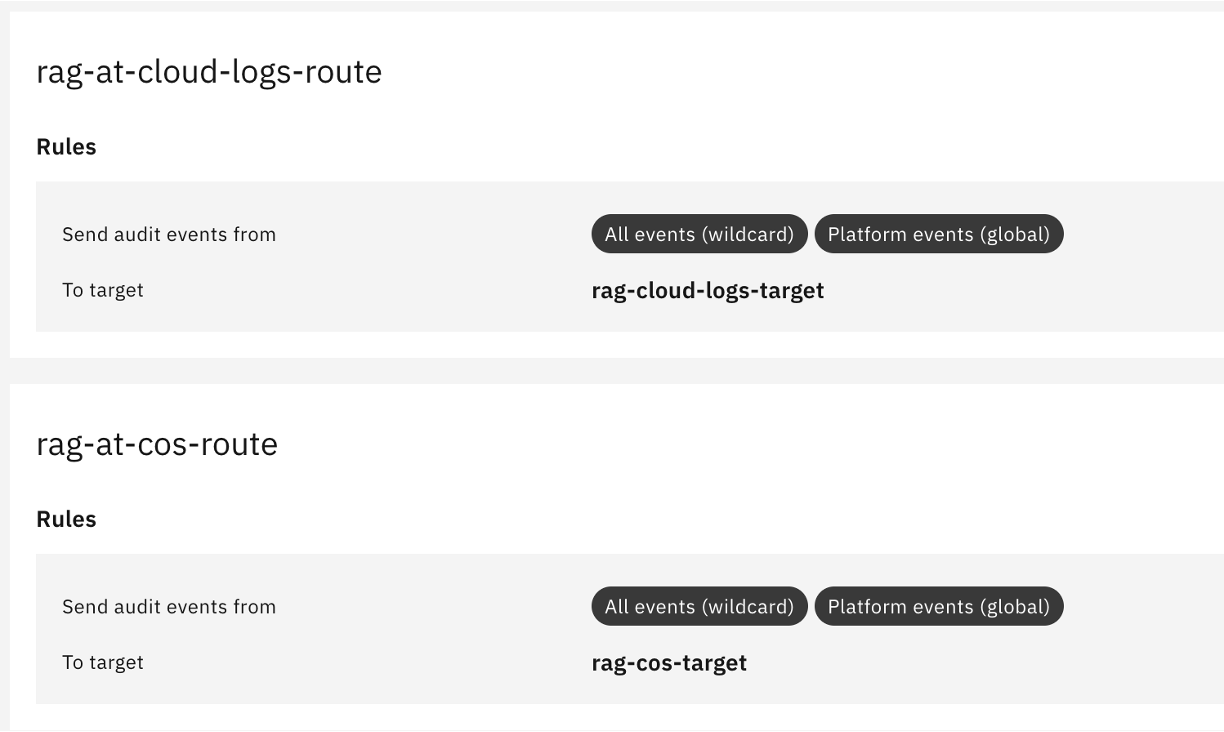 rag-at-cloud-logs-route
Rules
Send audit events from All events (wildcard) Platform events (global)
To target rag-cloud-logs-target
rag-at-cos-route
Rules
Send audit events from All events (wildcard) Platform events (global)
To target rag-cos-target